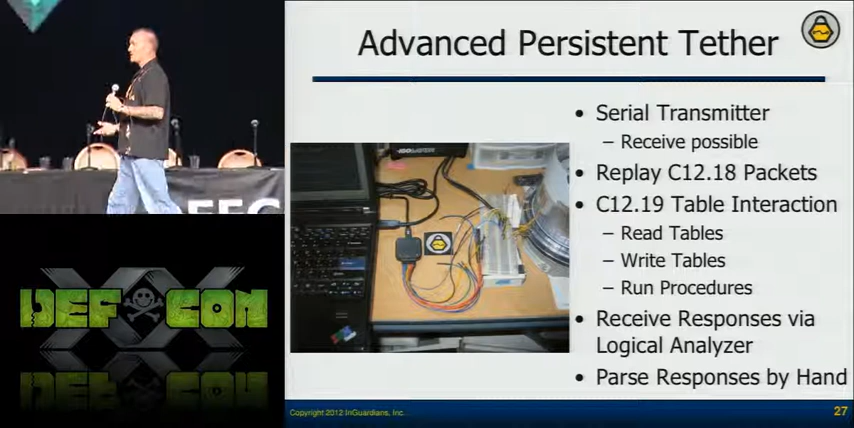 Advanced Persistent Tether
• Serial Transmitter
– Receive possible
• Replay C12.18 Packets
• C12.19 Table Interaction
– Read Tables
– Write Tables
– Run Procedures
• Receive Responses via
Logical Analyzer
• Parse Responses by Hand
DEF CON
XX
Copyright 2012 InGuardians, Inc.
27